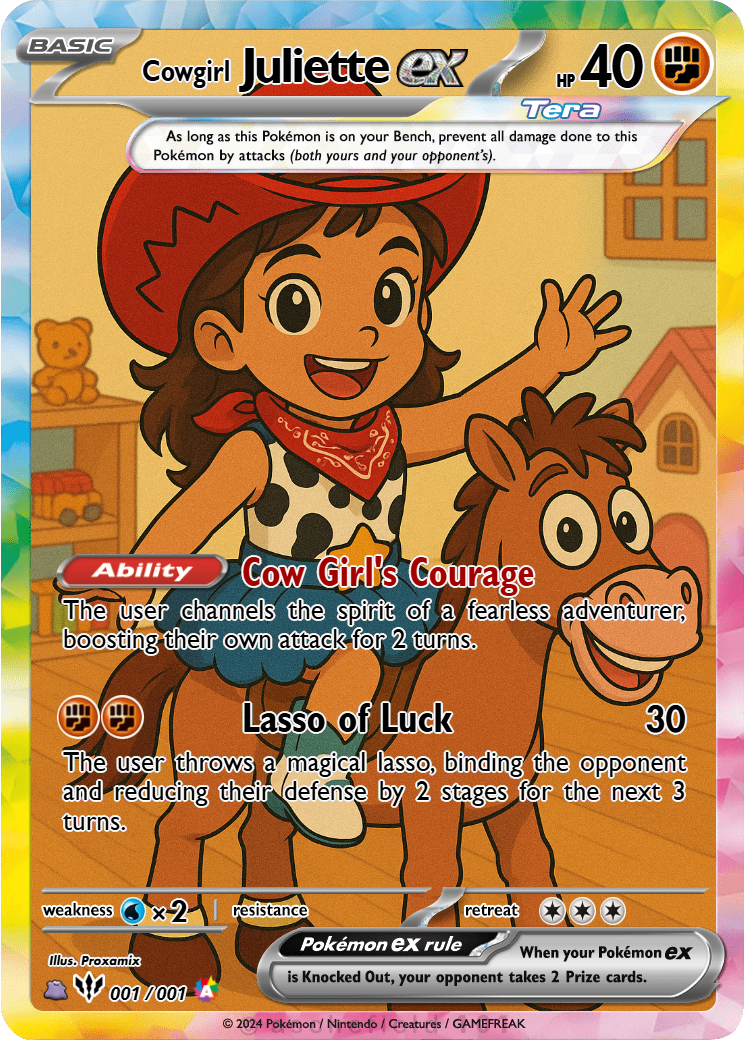 BASIC
Cowgirl Juliette ex HP 40
Tera
As long as this Pokémon is on your Bench, prevent all damage done to this
Pokémon by attacks (both yours and your opponent's).
Ability Cow Girl's Courage
The user channels the spirit of a fearless adventurer,
boosting their own attack for 2 turns.
Lasso of Luck 30
The user throws a magical lasso, binding the opponent
and reducing their defense by 2 stages for the next 3
turns.
weakness ×2 resistance retreat
Pokémon ex rule When your Pokémon ex
is Knocked Out, your opponent takes 2 Prize cards.
Illus. Proxamix
001/001 A
© 2024 Pokémon / Nintendo / Creatures / GAMEFREAK